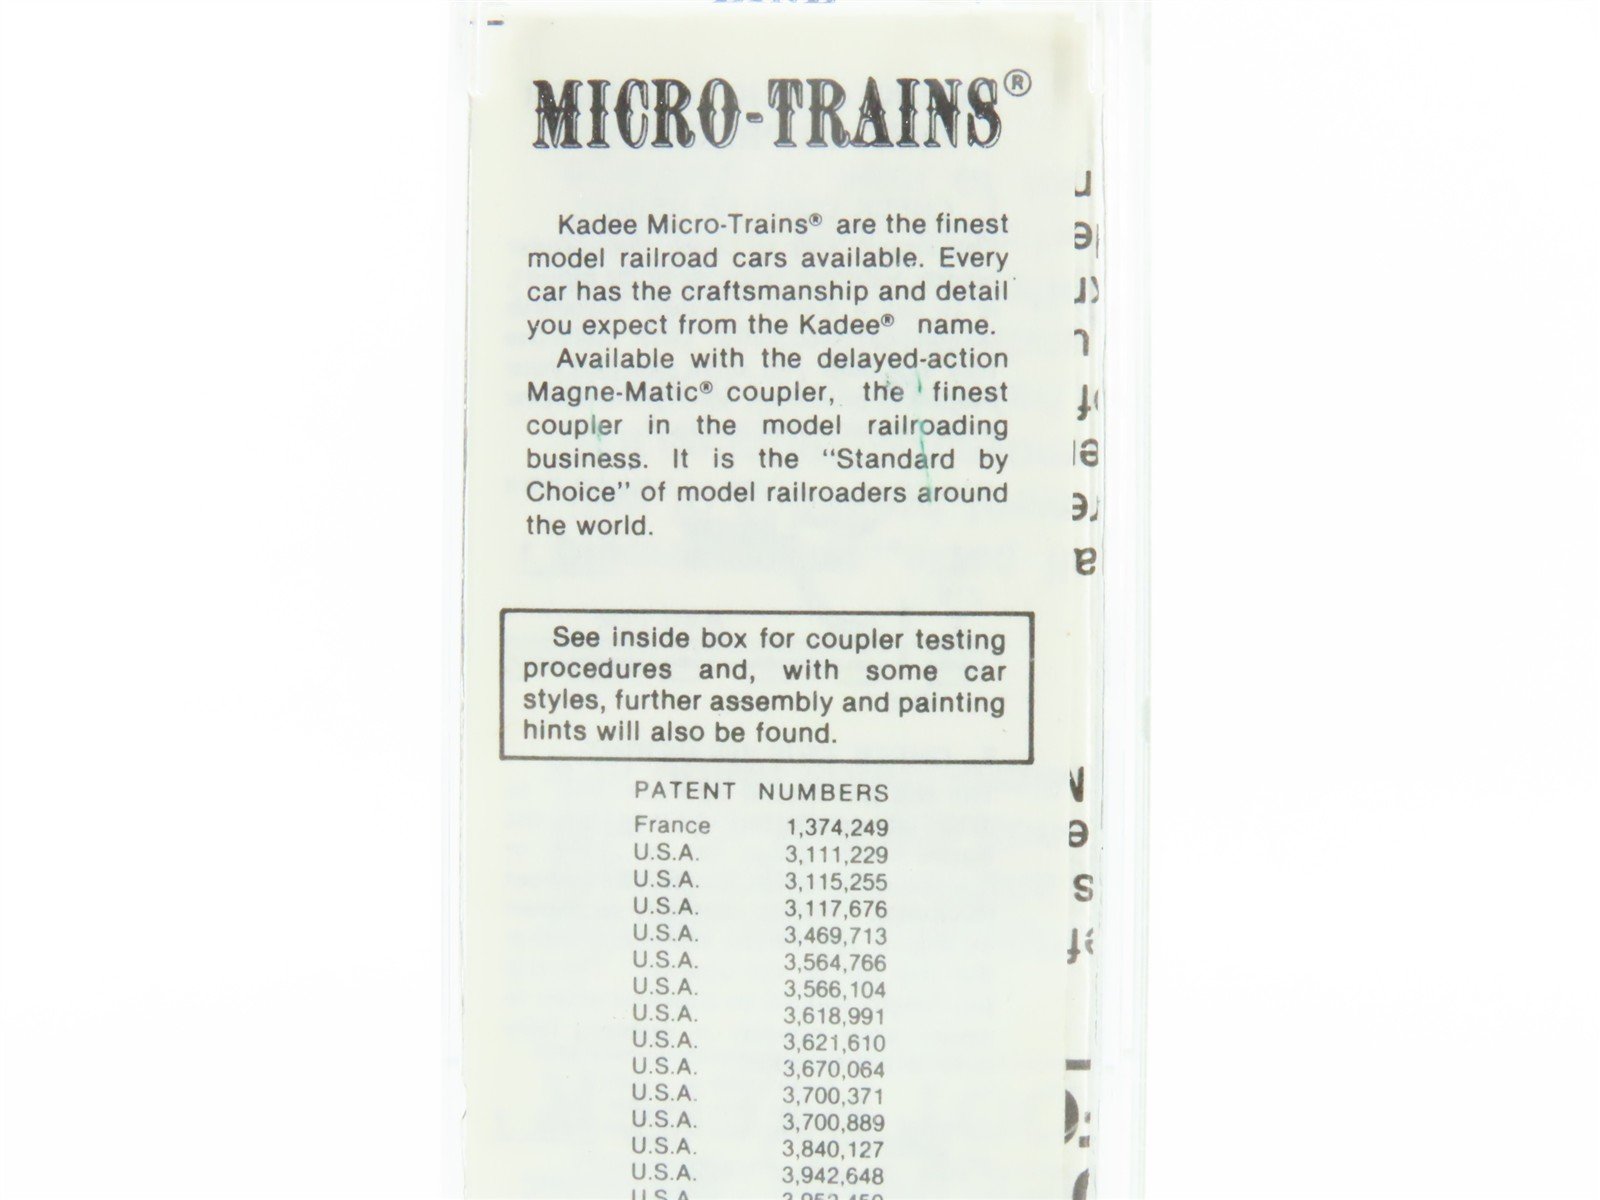 MICRO-TRAINS®
Kadee Micro-Trains® are the finest
model railroad cars available. Every
car has the craftsmanship and detail
you expect from the Kadee® name.
Available with the delayed-action
Magne-Matic® coupler, the finest
coupler in the model railroading
business. It is the “Standard by
Choice” of model railroaders around
the world.
See inside box for coupler testing
procedures and, with some car
styles, further assembly and painting
hints will also be found.
PATENT NUMBERS
France 1,374,249
U.S.A. 3,111,229
U.S.A. 3,115,255
U.S.A. 3,117,676
U.S.A. 3,469,713
U.S.A. 3,564,766
U.S.A. 3,566,104
U.S.A. 3,618,991
U.S.A. 3,621,610
U.S.A. 3,670,064
U.S.A. 3,700,371
U.S.A. 3,700,889
U.S.A. 3,840,127
U.S.A. 3,942,648
U.S.A.